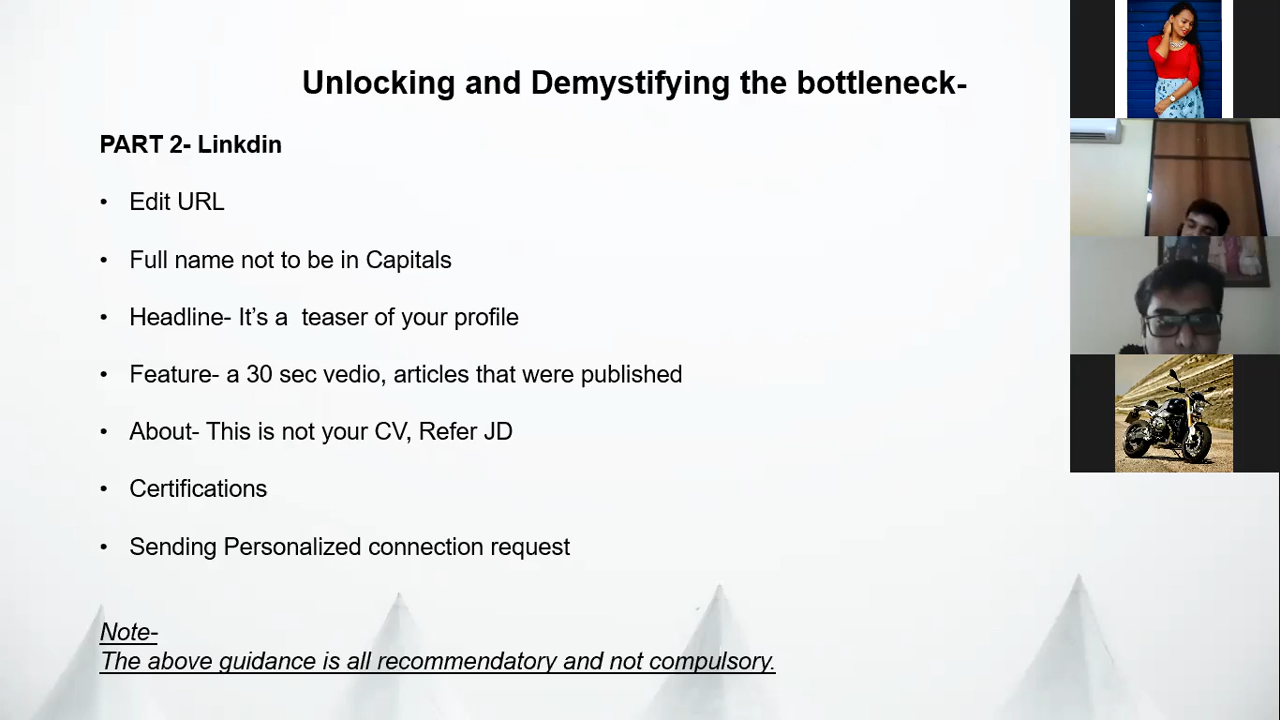 Unlocking and Demystifying the bottleneck-
PART 2- Linkdin
• Edit URL
• Full name not to be in Capitals
• Headline- It’s a  teaser of your profile
• Feature- a 30 sec vedio, articles that were published
• About- This is not your CV, Refer JD
• Certifications
• Sending Personalized connection request
Note-
The above guidance is all recommendatory and not compulsory.